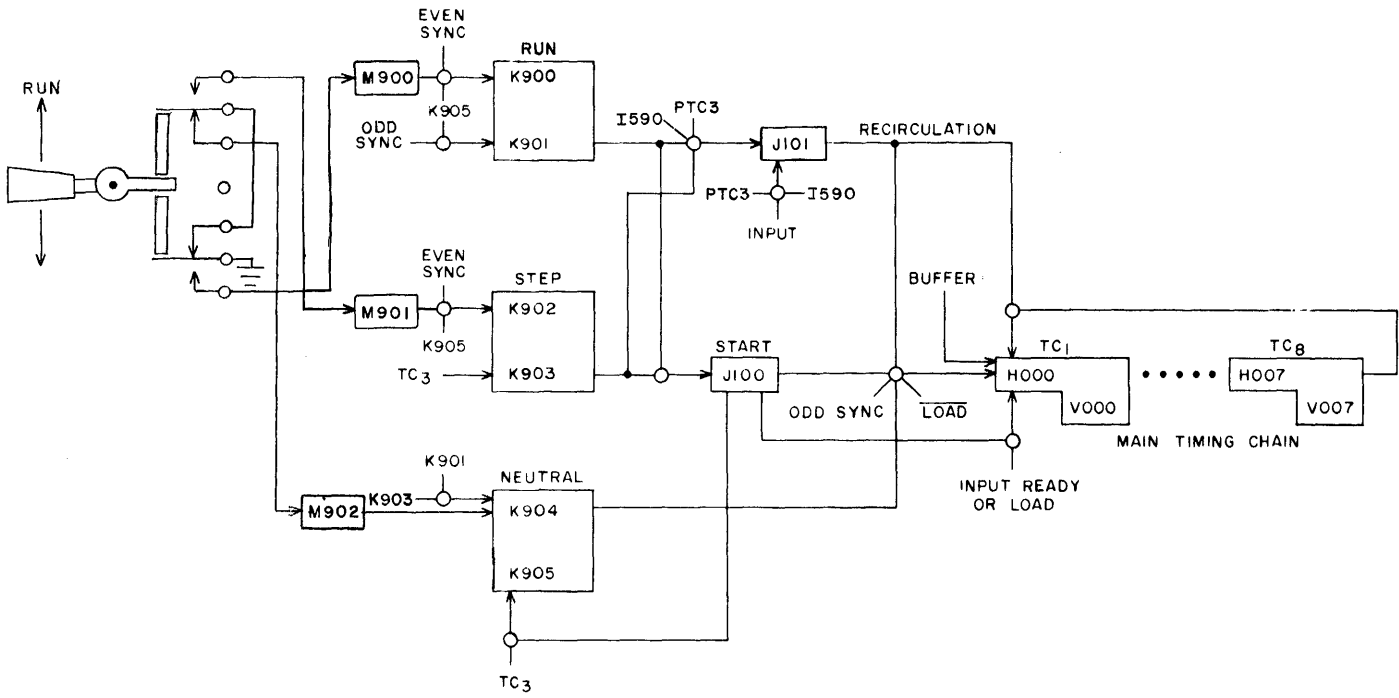 EVEN
SYNC
RUN
RUN
M900
K900
K905
PTC3
I590
ODD
SYNC
K901
J101
RECIRCULATION
PTC3
I590
INPUT
EVEN
SYNC
STEP
BUFFER
M901
K902
K905
START
TC1
TC8
TC3
K903
J100
H000
H007
ODD SYNC
LOAD
V000
V007
MAIN TIMING CHAIN
K901
NEUTRAL
INPUT READY
OR LOAD
K903
M902
K904
K905
TC3